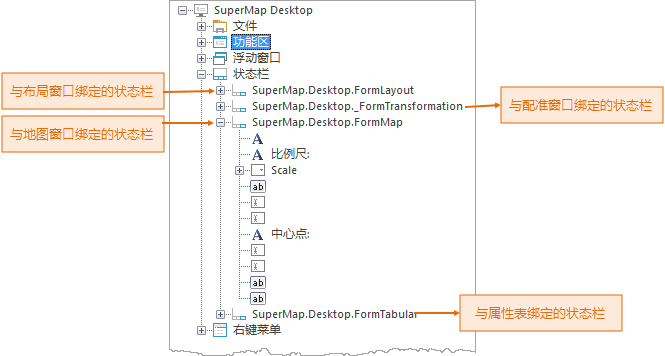 SuperMap Desktop
文件
功能区
浮动窗口
状态栏
与布局窗口绑定的状态栏
SuperMap.Desktop.FormLayout
SuperMap.Desktop._FormTransformation
与配准窗口绑定的状态栏
与地图窗口绑定的状态栏
SuperMap.Desktop.FormMap
A
A 比例尺:
Scale
ab
A 中心点:
ab
ab
SuperMap.Desktop.FormTabular
与属性表绑定的状态栏
右键菜单